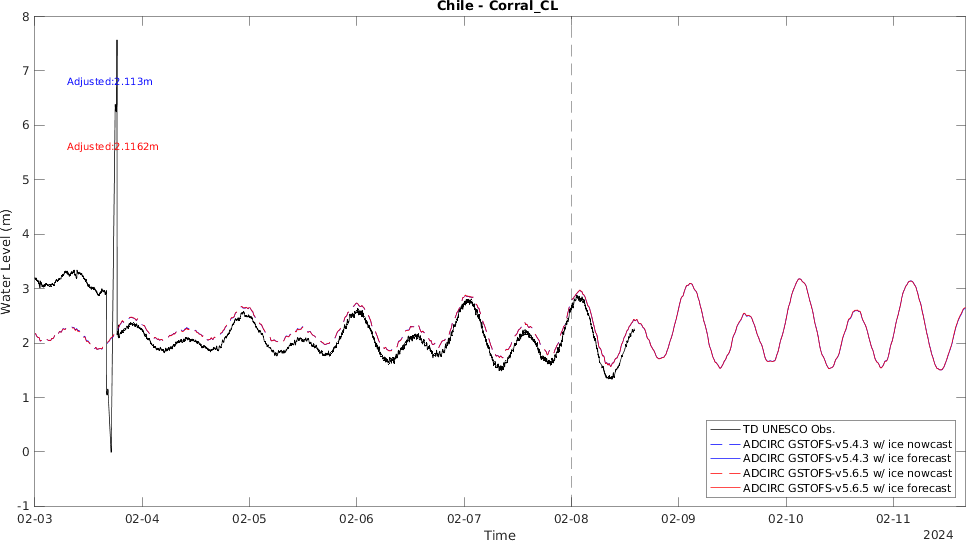 Chile - Corral_CL
8
7
6
5
4
3
2
1
0
-1
Water Level (m)
Adjusted:2.113m
Adjusted:2.1162m
TD UNESCO Obs.
ADCIRC GSTOFS-v5.4.3 w/ ice nowcast
ADCIRC GSTOFS-v5.4.3 w/ ice forecast
ADCIRC GSTOFS-v5.6.5 w/ ice nowcast
ADCIRC GSTOFS-v5.6.5 w/ ice forecast
02-03 02-04 02-05 02-06 02-07 02-08 02-09 02-10 02-11
Time
2024